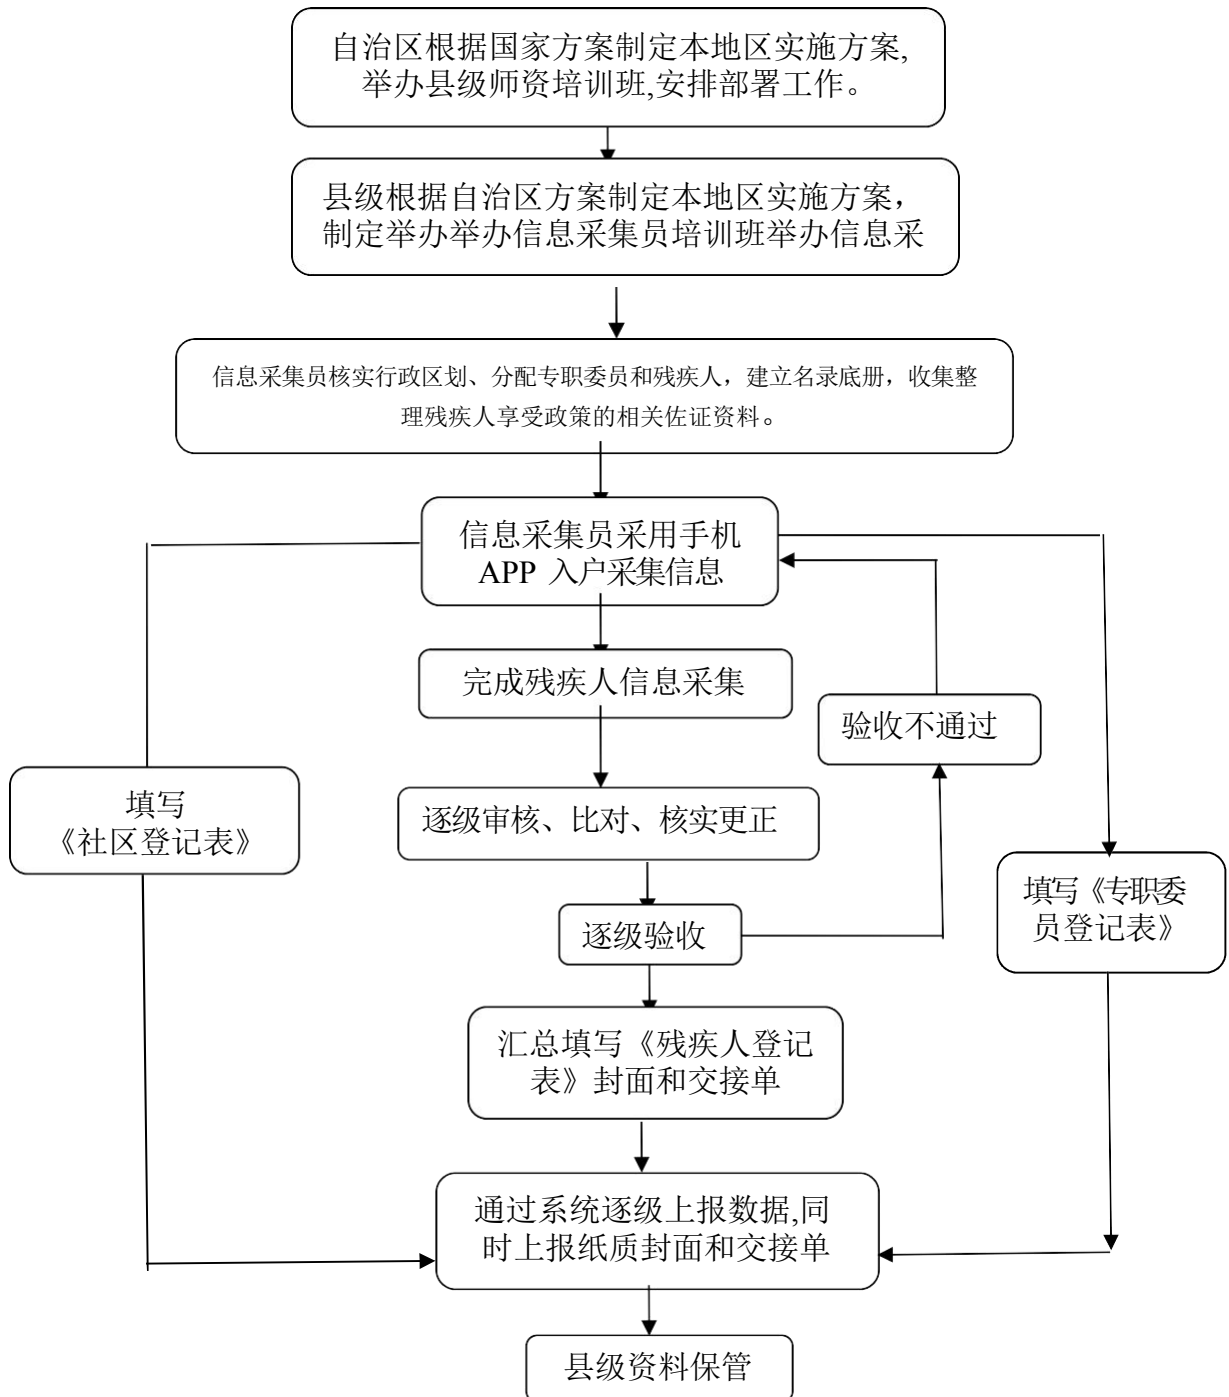 自治区根据国家方案制定本地区实施方案,
举办县级师资培训班,安排部署工作。
县级根据自治区方案制定本地区实施方案，
制定举办举办信息采集员培训班举办信息采
信息采集员核实行政区划、分配专职委员和残疾人，建立名录底册，收集整
理残疾人享受政策的相关佐证资料。
信息采集员采用手机
APP 入户采集信息
完成残疾人信息采集
验收不通过
填写
《社区登记表》
逐级审核、比对、核实更正
填写《专职委
员登记表》
逐级验收
汇总填写《残疾人登记
表》封面和交接单
通过系统逐级上报数据,同
时上报纸质封面和交接单
县级资料保管